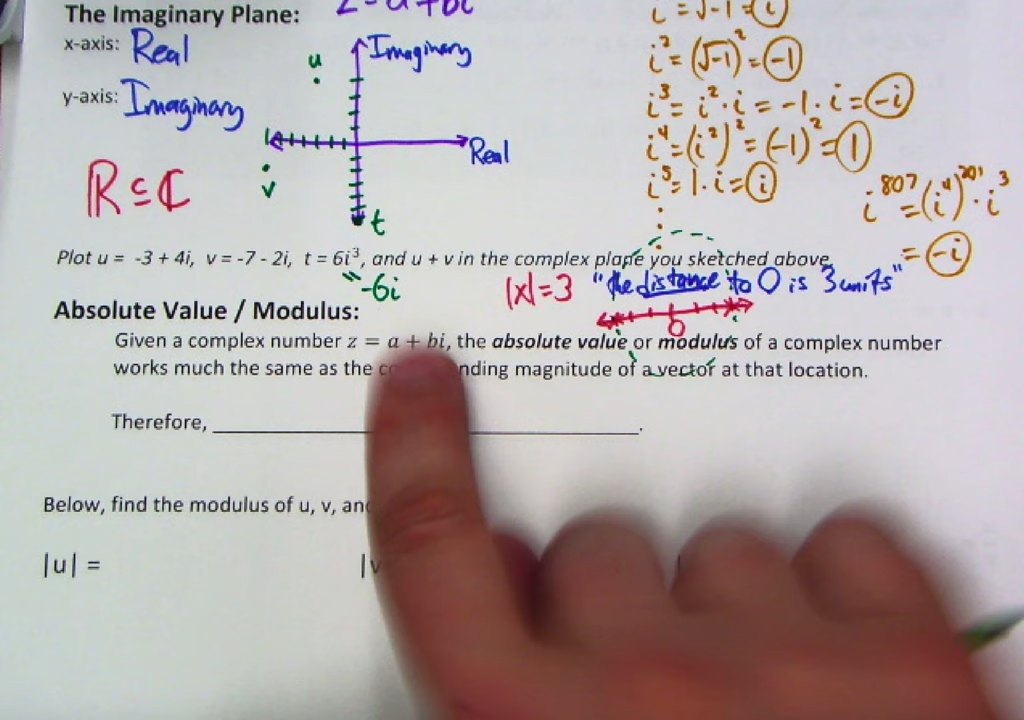 The Imaginary Plane: z = a + bi
x-axis: Real
y-axis: Imaginary
ℝ ⊆ ℂ
Imaginary
Real
u
v
t
i = √-1 = i
i² = (√-1)² = -1
i³ = i² · i = -1 · i = -i
i⁴ = (i²)² = (-1)² = 1
i⁵ = 1 · i = i
i⁸⁰⁷ = (i⁴)²⁰¹ · i³
= -i
Plot u = -3 + 4i, v = -7 - 2i, t = 6i³, and u + v in the complex plane you sketched above
-6i
|x| = 3 "the distance to 0 is 3 units"
0
Absolute Value / Modulus:
Given a complex number z = a + bi, the absolute value or modulus of a complex number
works much the same as the nding magnitude of a vector at that location.
Therefore, .
Below, find the modulus of u, v, an
|u| =
|v